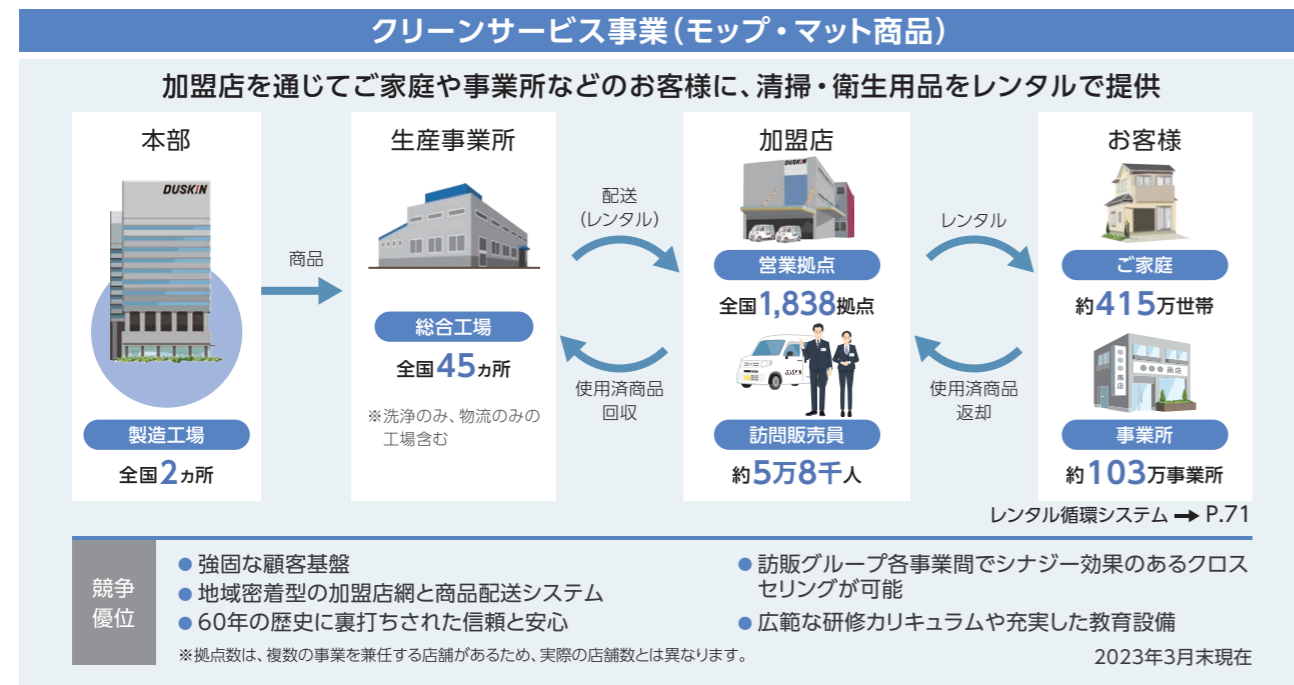 クリーンサービス事業(モップ・マット商品)
加盟店を通じてご家庭や事業所などのお客様に、清掃・衛生用品をレンタルで提供
本部
DUSKIN
製造工場
全国2ヵ所
商品
生産事業所
総合工場
全国45ヵ所
※洗浄のみ、物流のみの
工場含む
配送
(レンタル)
使用済商品
回収
加盟店
DUSKIN
営業拠点
全国1,838拠点
DUSKIN
訪問販売員
約5万8千人
レンタル
使用済商品
返却
お客様
ご家庭
約415万世帯
●●●商店
●●●商店
事業所
約103万事業所
レンタル循環システム ➡ P.71
競争
優位
● 強固な顧客基盤
● 地域密着型の加盟店網と商品配送システム
● 60年の歴史に裏打ちされた信頼と安心
● 訪販グループ各事業間でシナジー効果のあるクロス
セリングが可能
● 広範な研修カリキュラムや充実した教育設備
※拠点数は、複数の事業を兼任する店舗があるため、実際の店舗数とは異なります。
2023年3月末現在